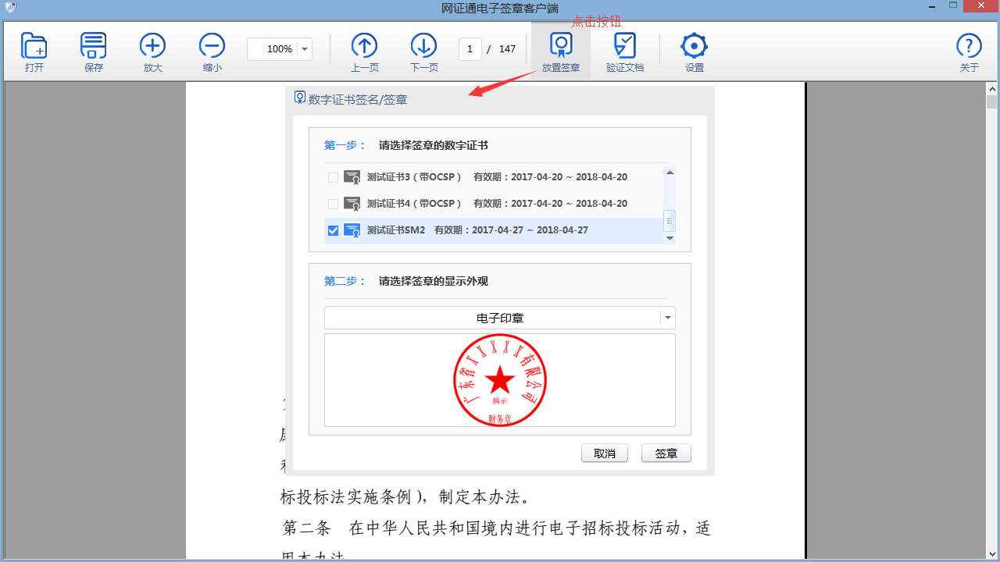 网证通电子签章客户端
点击按钮
打开 保存 放大 缩小 100% 上一页 下一页 1 / 147 放置签章 验证文档 设置 关于
数字证书签名/签章
第一步： 请选择签章的数字证书
测试证书3（带OCSP） 有效期：2017-04-20 ~ 2018-04-20
测试证书4（带OCSP） 有效期：2017-04-20 ~ 2018-04-20
测试证书SM2 有效期：2017-04-27 ~ 2018-04-27
第二步： 请选择签章的显示外观
电子印章
广东省XXXXX有限公司
演示
财务章
取消 签章
标投标法实施条例），制定本办法。
第二条 在中华人民共和国境内进行电子招标投标活动，适
用本办法